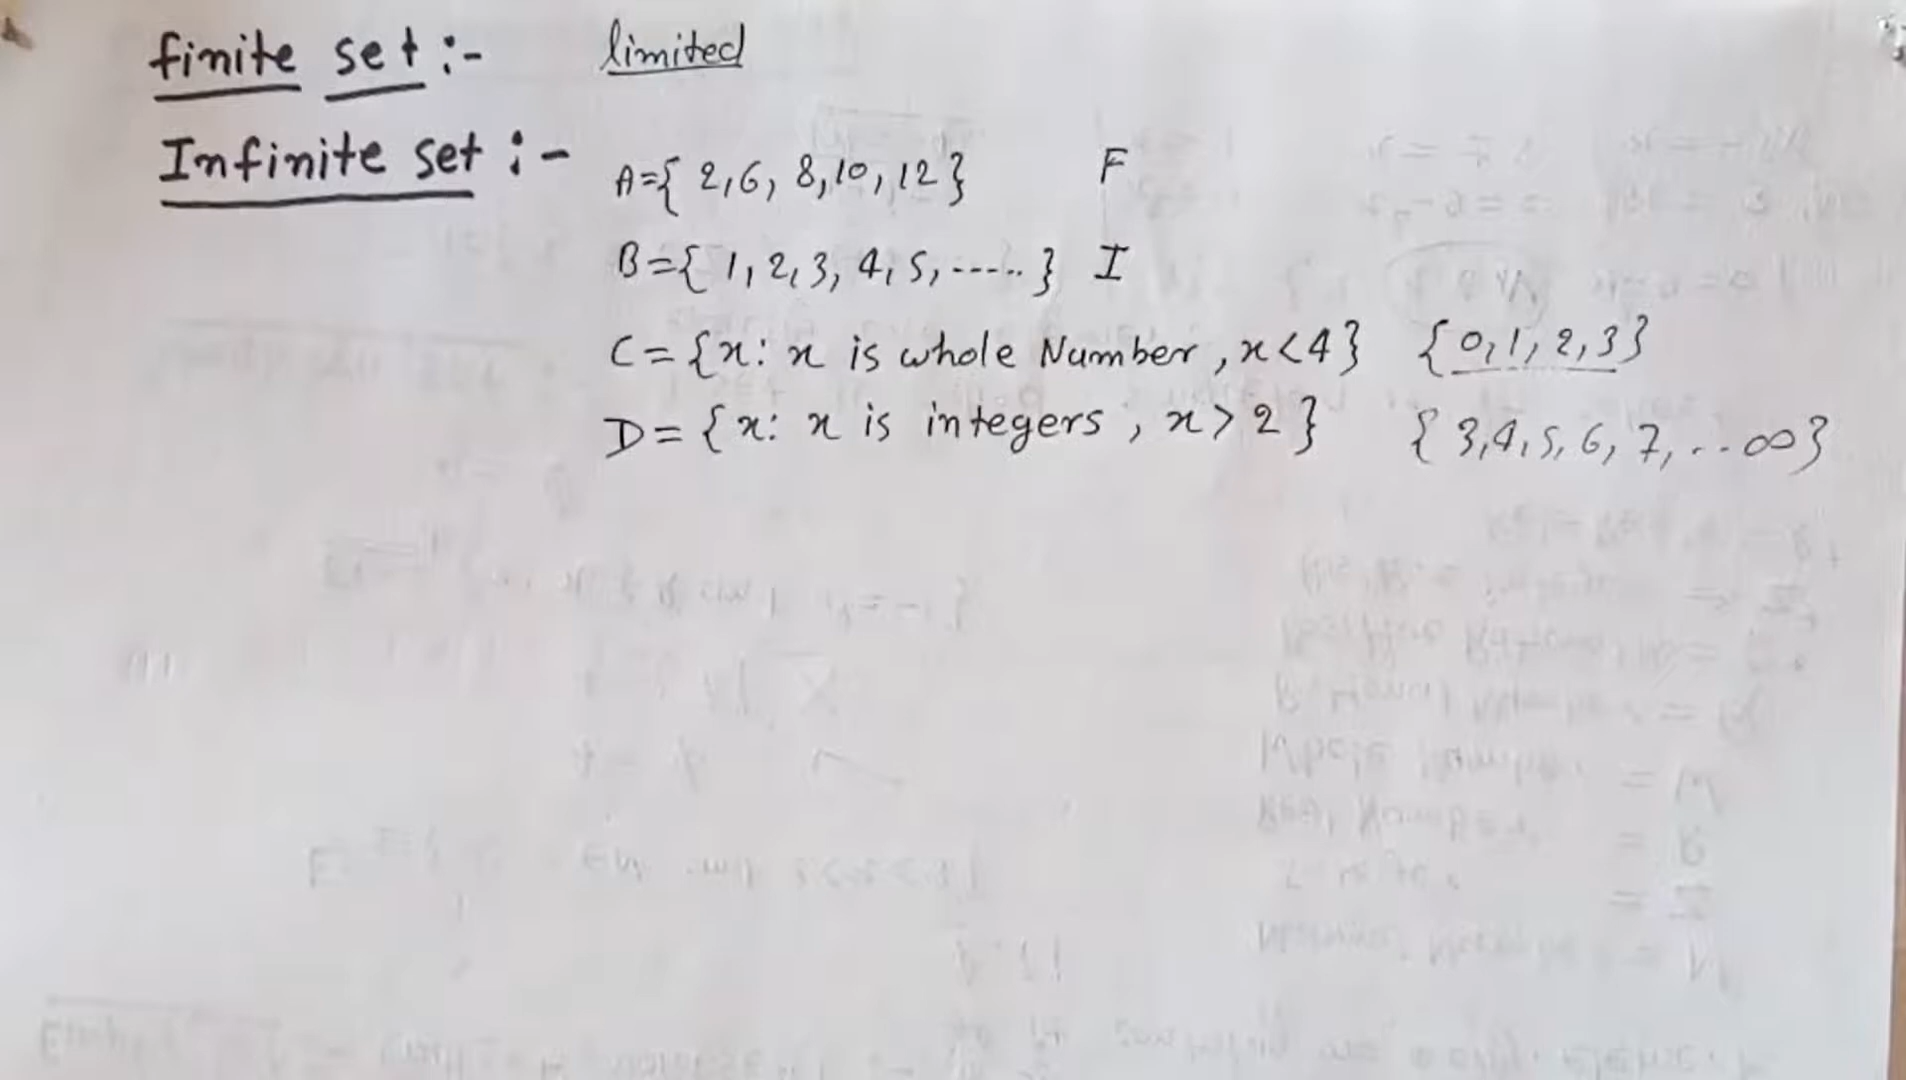 finite set :- limited
Infinite set :-
A={ 2,6, 8,10, 12} F
B={ 1, 2, 3, 4, 5, ----.. } I
C = {x: x is whole Number , x<4} {0,1, 2,3}
D= {x: x is integers , x> 2} { 3,4,5, 6, 7, ... ∞}